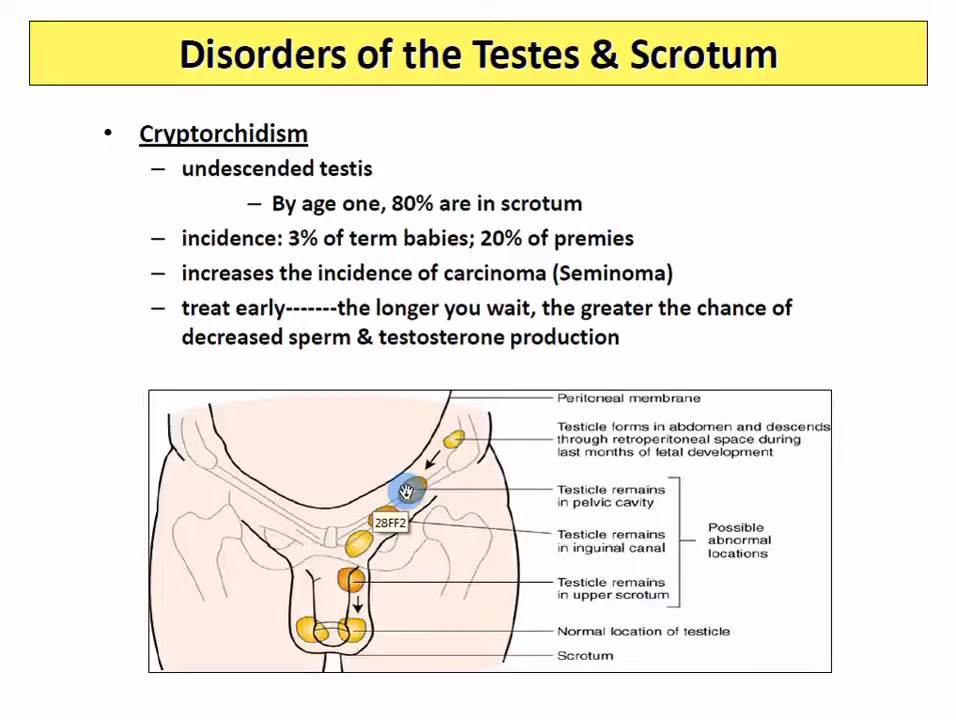 Disorders of the Testes & Scrotum
• Cryptorchidism
– undescended testis
– By age one, 80% are in scrotum
– incidence: 3% of term babies; 20% of premies
– increases the incidence of carcinoma (Seminoma)
– treat early-------the longer you wait, the greater the chance of
decreased sperm & testosterone production
Peritoneal membrane
Testicle forms in abdomen and descends
through retroperitoneal space during
last months of fetal development
Testicle remains
in pelvic cavity
28FF2
Testicle remains
in inguinal canal
Possible
abnormal
locations
Testicle remains
in upper scrotum
Normal location of testicle
Scrotum